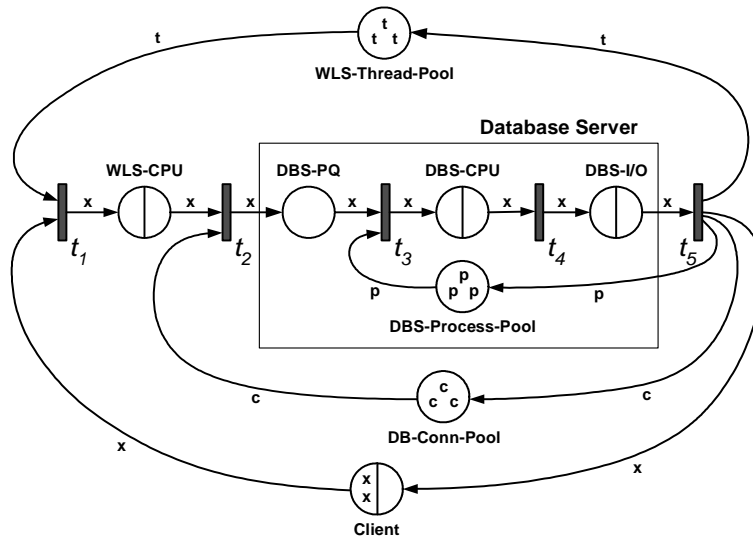 t t
t
t t
WLS-Thread-Pool
Database Server
WLS-CPU DBS-PQ DBS-CPU DBS-I/O
x x x x x x x x
t1 t2 t3 t4 t5
p
p p
p p
DBS-Process-Pool
c
c c
c c
DB-Conn-Pool
x x
x
x
Client